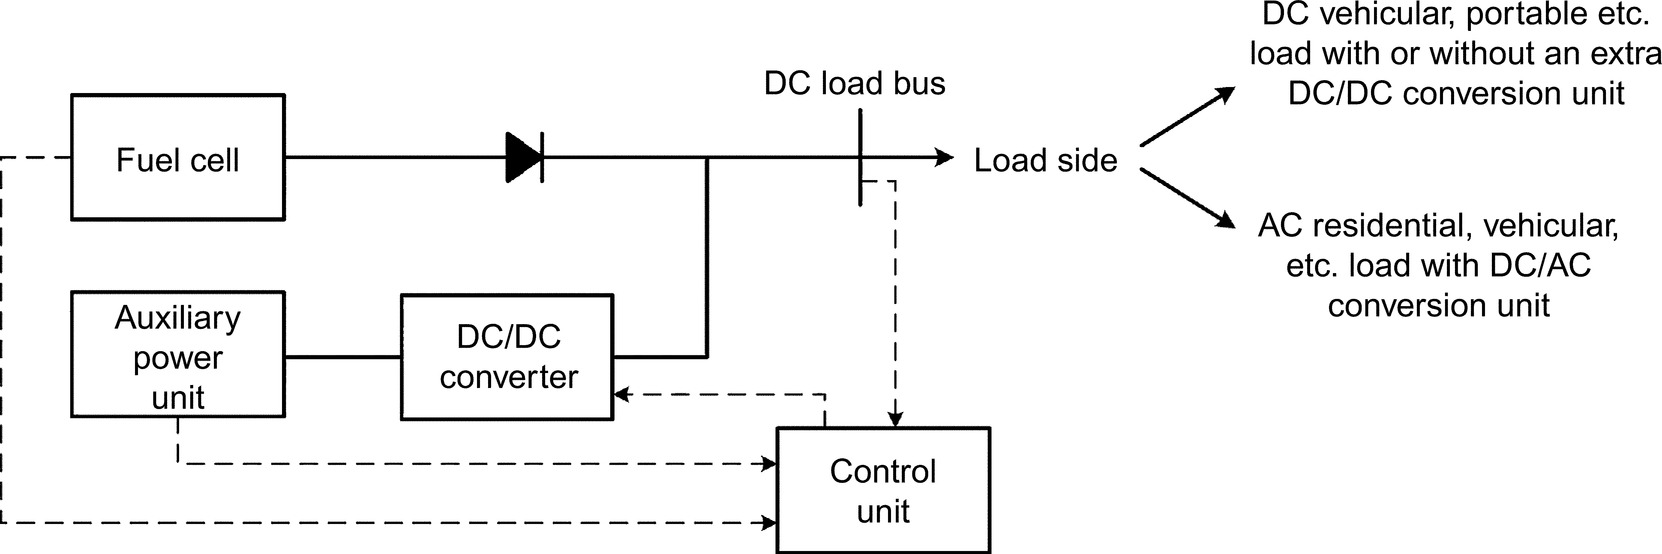 DC vehicular, portable etc.
load with or without an extra
DC/DC conversion unit
DC load bus
Fuel cell
Load side
AC residential, vehicular,
etc. load with DC/AC
conversion unit
Auxiliary
power
unit
DC/DC
converter
Control
unit